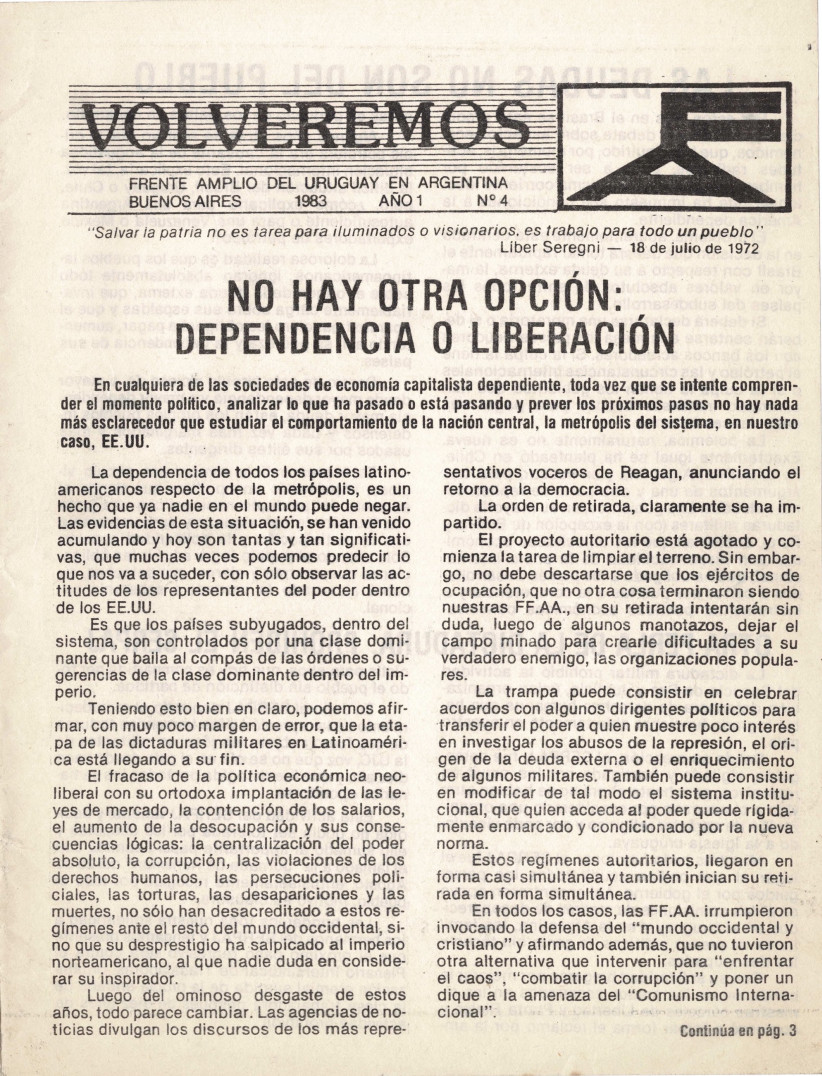 VOLVEREMOS
FRENTE AMPLIO DEL URUGUAY EN ARGENTINA
BUENOS AIRES 1983 AÑO 1 Nº 4
"Salvar la patria no es tarea para iluminados o visionarios, es trabajo para todo un pueblo"
Liber Seregni — 18 de julio de 1972
NO HAY OTRA OPCIÓN:
DEPENDENCIA O LIBERACIÓN
En cualquiera de las sociedades de economía capitalista dependiente, toda vez que se intente compren-
der el momento político, analizar lo que ha pasado o está pasando y prever los próximos pasos no hay nada
más esclarecedor que estudiar el comportamiento de la nación central, la metrópolis del sistema, en nuestro
caso, EE.UU.
La dependencia de todos los países latino-
americanos respecto de la metrópolis, es un
hecho que ya nadie en el mundo puede negar.
Las evidencias de esta situación, se han venido
acumulando y hoy son tantas y tan significati-
vas, que muchas veces podemos predecir lo
que nos va a suceder, con sólo observar las ac-
titudes de los representantes del poder dentro
de los EE.UU.
Es que los países subyugados, dentro del
sistema, son controlados por una clase domi-
nante que baila al compás de las órdenes o su-
gerencias de la clase dominante dentro del im-
perio.
Teniendo esto bien en claro, podemos afir-
mar, con muy poco margen de error, que la eta-
pa de las dictaduras militares en Latinoaméri-
ca está llegando a su fin.
El fracaso de la política económica neo-
liberal con su ortodoxa implantación de las le-
yes de mercado, la contención de los salarios,
el aumento de la desocupación y sus conse-
cuencias lógicas: la centralización del poder
absoluto, la corrupción, las violaciones de los
derechos humanos, las persecuciones poli-
ciales, las torturas, las desapariciones y las
muertes, no sólo han desacreditado a estos re-
gímenes ante el resto del mundo occidental, si-
no que su desprestigio ha salpicado al imperio
norteamericano, al que nadie duda en conside-
rar su inspirador.
Luego del ominoso desgaste de estos
años, todo parece cambiar. Las agencias de no-
ticias divulgan los discursos de los más repre-
sentativos voceros de Reagan, anunciando el
retorno a la democracia.
La orden de retirada, claramente se ha im-
partido.
El proyecto autoritario está agotado y co-
mienza la tarea de limpiar el terreno. Sin embar-
go, no debe descartarse que los ejércitos de
ocupación, que no otra cosa terminaron siendo
nuestras FF.AA., en su retirada intentarán sin
duda, luego de algunos manotazos, dejar el
campo minado para crearle dificultades a su
verdadero enemigo, las organizaciones popula-
res.
La trampa puede consistir en celebrar
acuerdos con algunos dirigentes políticos para
transferir el poder a quien muestre poco interés
en investigar los abusos de la represión, el ori-
gen de la deuda externa o el enriquecimiento
de algunos militares. También puede consistir
en modificar de tal modo el sistema institu-
cional, que quien acceda al poder quede rígida-
mente enmarcado y condicionado por la nueva
norma.
Estos regímenes autoritarios, llegaron en
forma casi simultánea y también inician su reti-
rada en forma simultánea.
En todos los casos, las FF.AA. irrumpieron
invocando la defensa del "mundo occidental y
cristiano" y afirmando además, que no tuvieron
otra alternativa que intervenir para "enfrentar
el caos", "combatir la corrupción" y poner un
dique a la amenaza del "Comunismo Interna-
cional".
Continúa en pág. 3